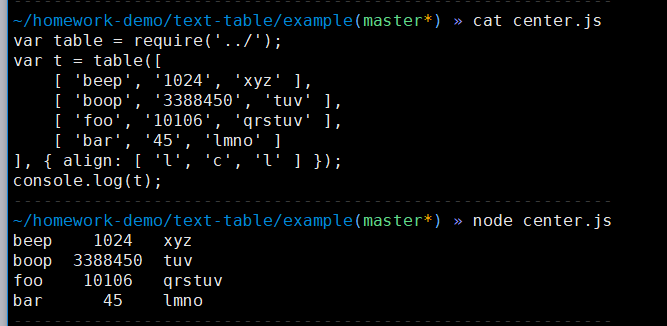 ~/homework-demo/text-table/example(master*) » cat center.js
var table = require('../');
var t = table([
    [ 'beep', '1024', 'xyz' ],
    [ 'boop', '3388450', 'tuv' ],
    [ 'foo', '10106', 'qrstuv' ],
    [ 'bar', '45', 'lmno' ]
], { align: [ 'l', 'c', 'l' ] });
console.log(t);
~/homework-demo/text-table/example(master*) » node center.js
beep    1024   xyz
boop  3388450  tuv
foo    10106   qrstuv
bar      45    lmno